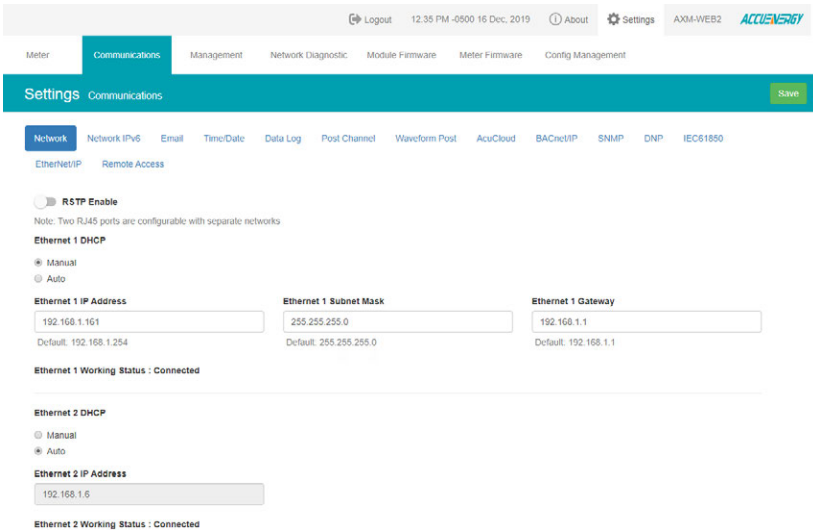 Logout 12.35 PM -0500 16 Dec, 2019 About Settings AXM-WEB2 ACCUENERGY
Meter Communications Management Network Diagnostic Module Firmware Meter Firmware Config Management
Settings Communications Save
Network Network IPv6 Email Time/Date Data Log Post Channel Waveform Post AcuCloud BACnet/IP SNMP DNP IEC61850
EtherNet/IP Remote Access
RSTP Enable
Note: Two RJ45 ports are configurable with separate networks
Ethernet 1 DHCP
Manual
Auto
Ethernet 1 IP Address Ethernet 1 Subnet Mask Ethernet 1 Gateway
192.168.1.161 255.255.255.0 192.168.1.1
Default: 192.168.1.254 Default: 255.255.255.0 Default: 192.168.1.1
Ethernet 1 Working Status : Connected
Ethernet 2 DHCP
Manual
Auto
Ethernet 2 IP Address
192.168.1.6
Ethernet 2 Working Status : Connected